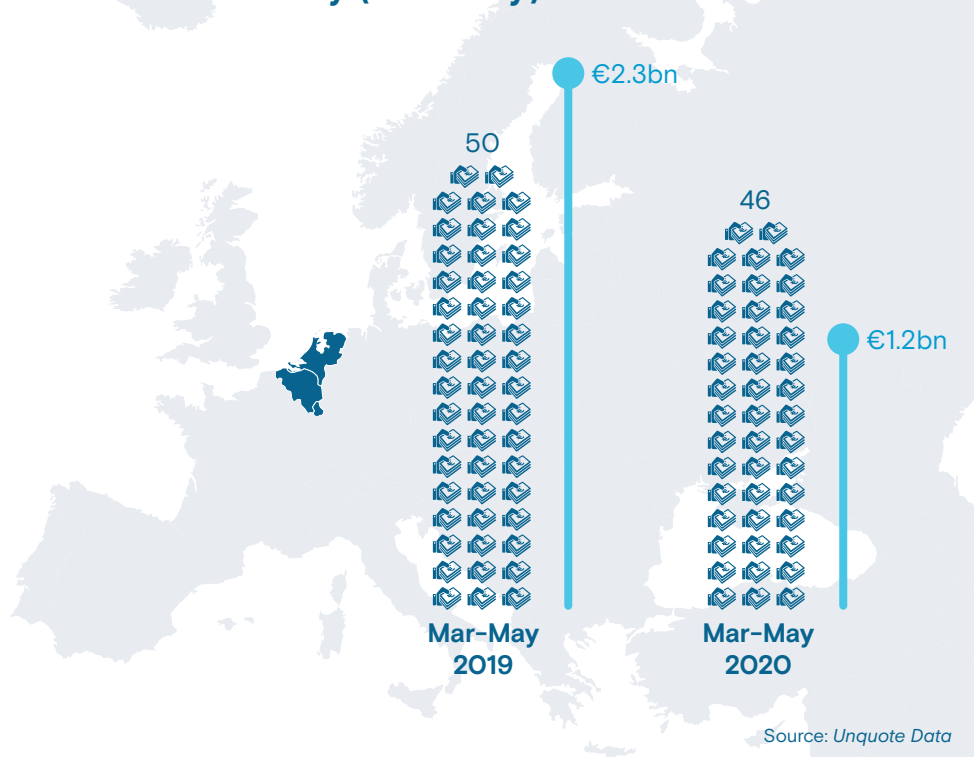 €2.3bn
50
46
€1.2bn
Mar-May
2019
Mar-May
2020
Source: Unquote Data